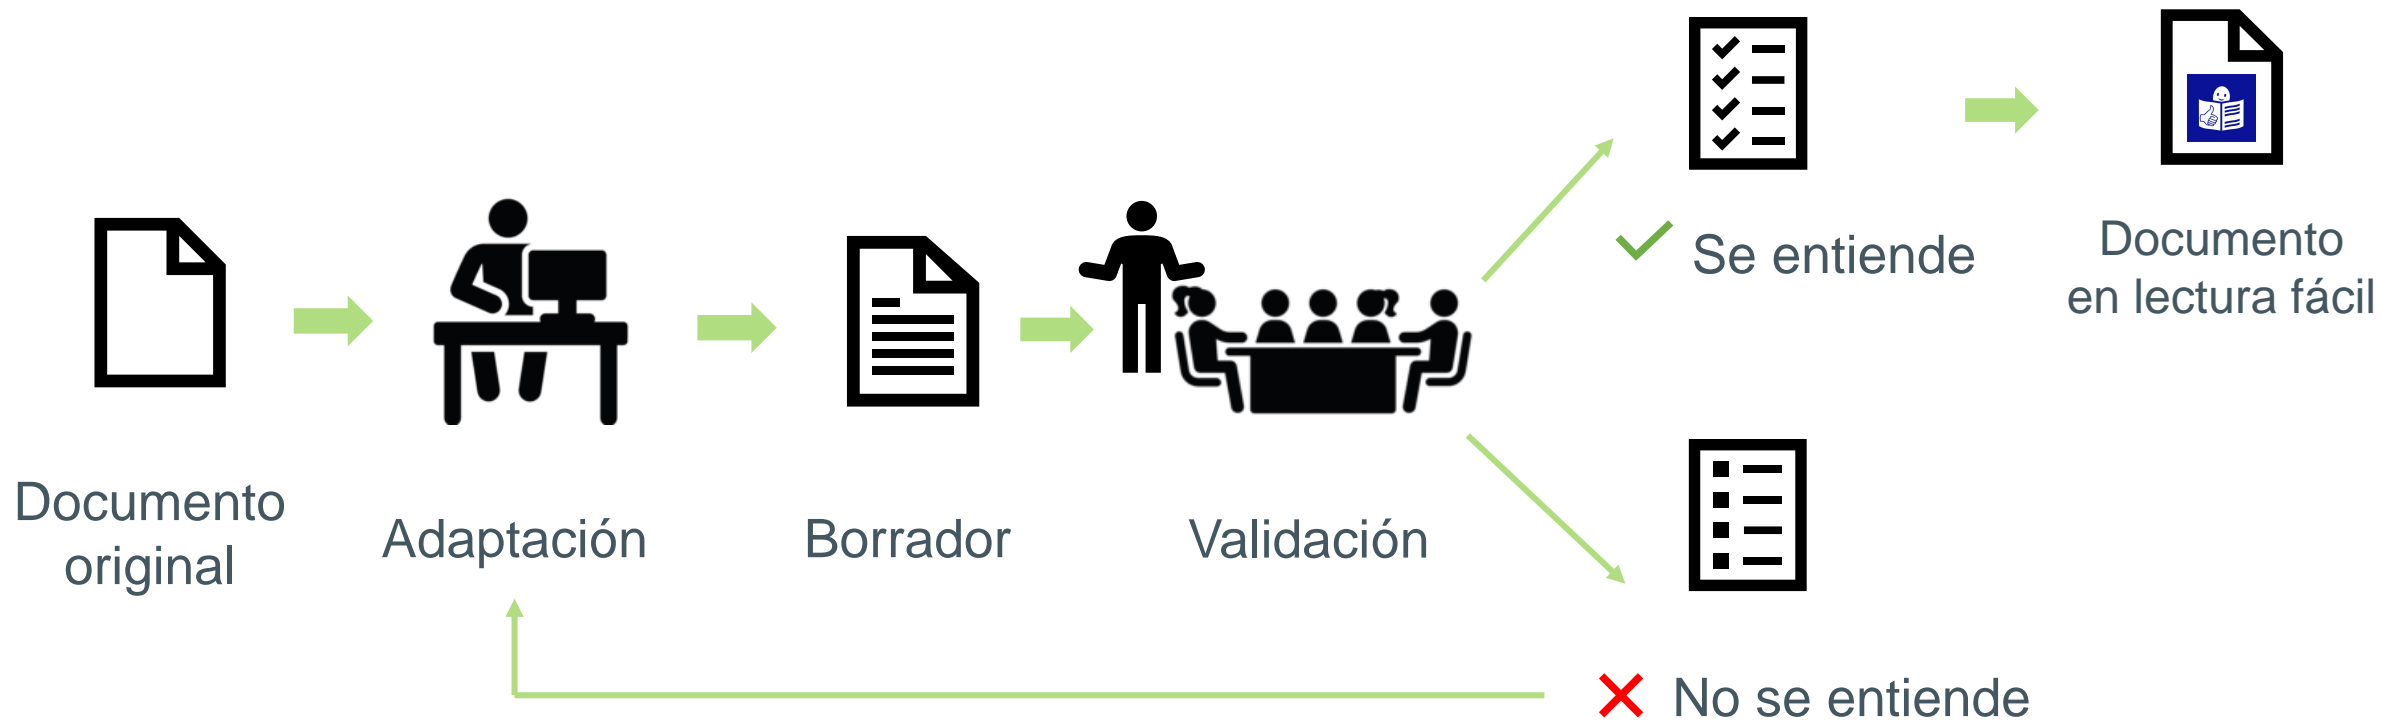 Documento
original
Adaptación
Borrador
Validación
Se entiende
Documento
en lectura fácil
No se entiende